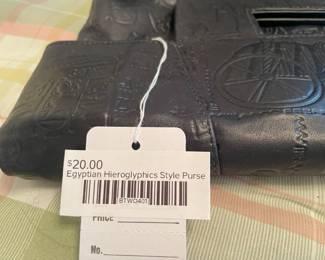 $20.00
Egyptian Hieroglyphics Style Purse
BTWO401
PRICE
No.